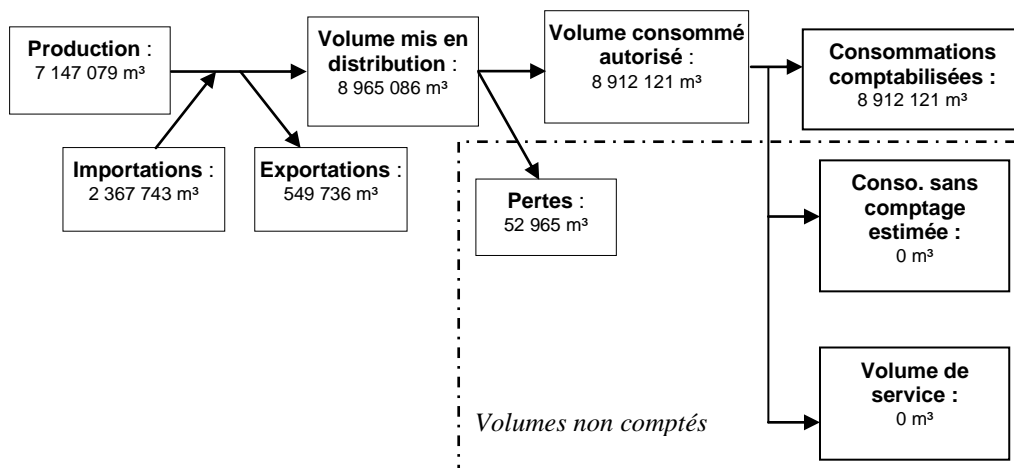 Production :
7 147 079 m³
Volume mis en
distribution :
8 965 086 m³
Volume consommé
autorisé :
8 912 121 m³
Consommations
comptabilisées :
8 912 121 m³
Importations :
2 367 743 m³
Exportations :
549 736 m³
Pertes :
52 965 m³
Conso. sans
comptage
estimée :
0 m³
Volume de
service :
0 m³
Volumes non comptés